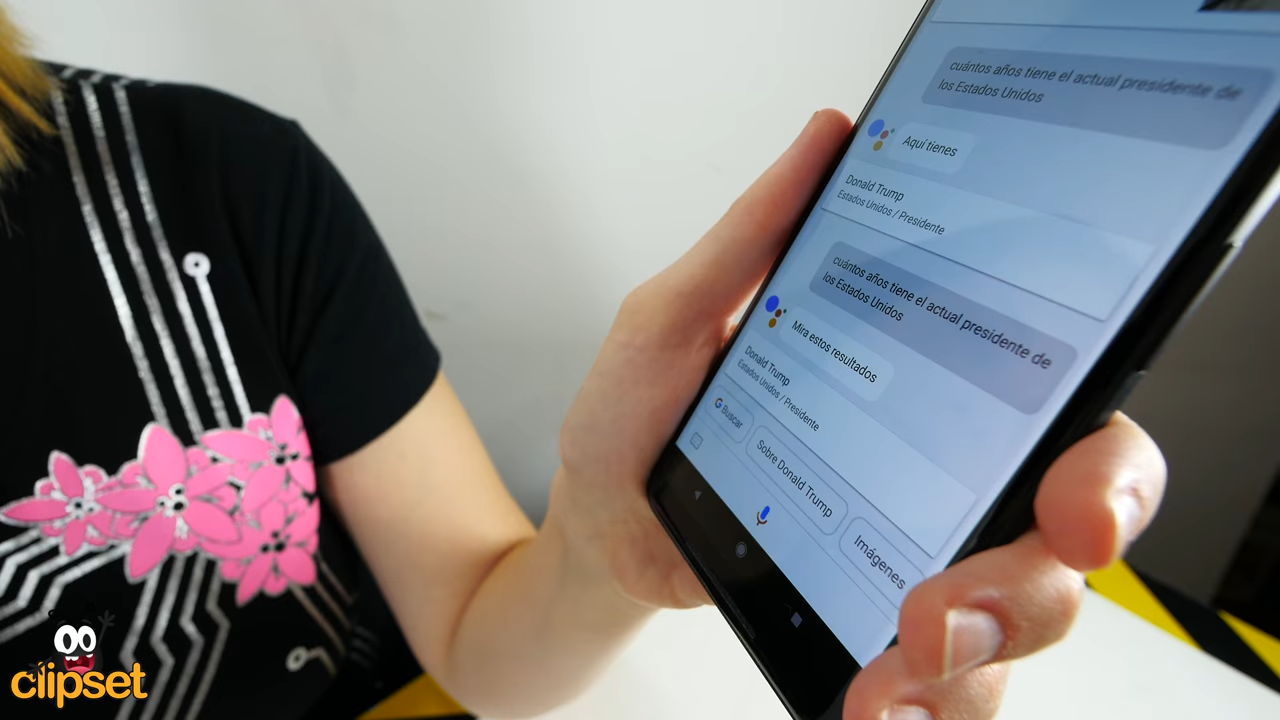 cuántos años tiene el actual presidente de
los Estados Unidos
Aquí tienes
Donald Trump
Estados Unidos / Presidente
cuántos años tiene el actual presidente de
los Estados Unidos
Mira estos resultados
Donald Trump
Estados Unidos / Presidente
G Buscar
Sobre Donald Trump
Imágenes
clipset